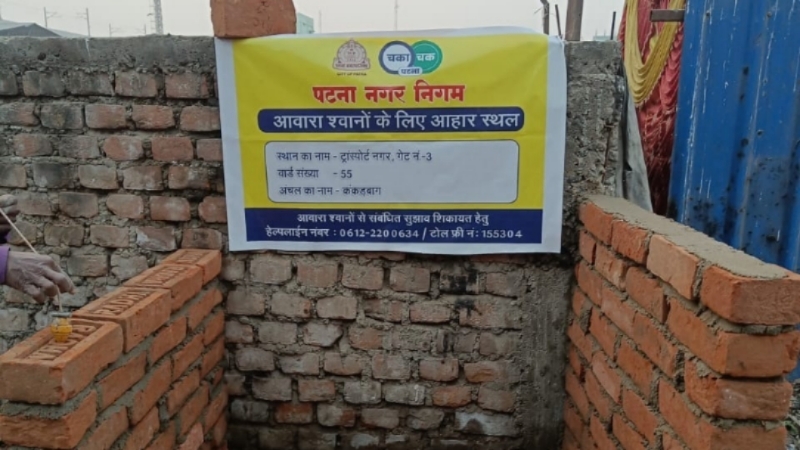 चका चक
पटना
पटना नगर निगम
आवारा श्वानों के लिए आहार स्थल
स्थान का नाम - ट्रांसपोर्ट नगर, गेट नं -3
वार्ड संख्या - 55
अंचल का नाम - कंकड़बाग
आवारा श्वानों से संबंधित सुझाव शिकायत हेतु
हेल्पलाईन नंबर : 0612-2200634 / टोल फ्री नं: 155304